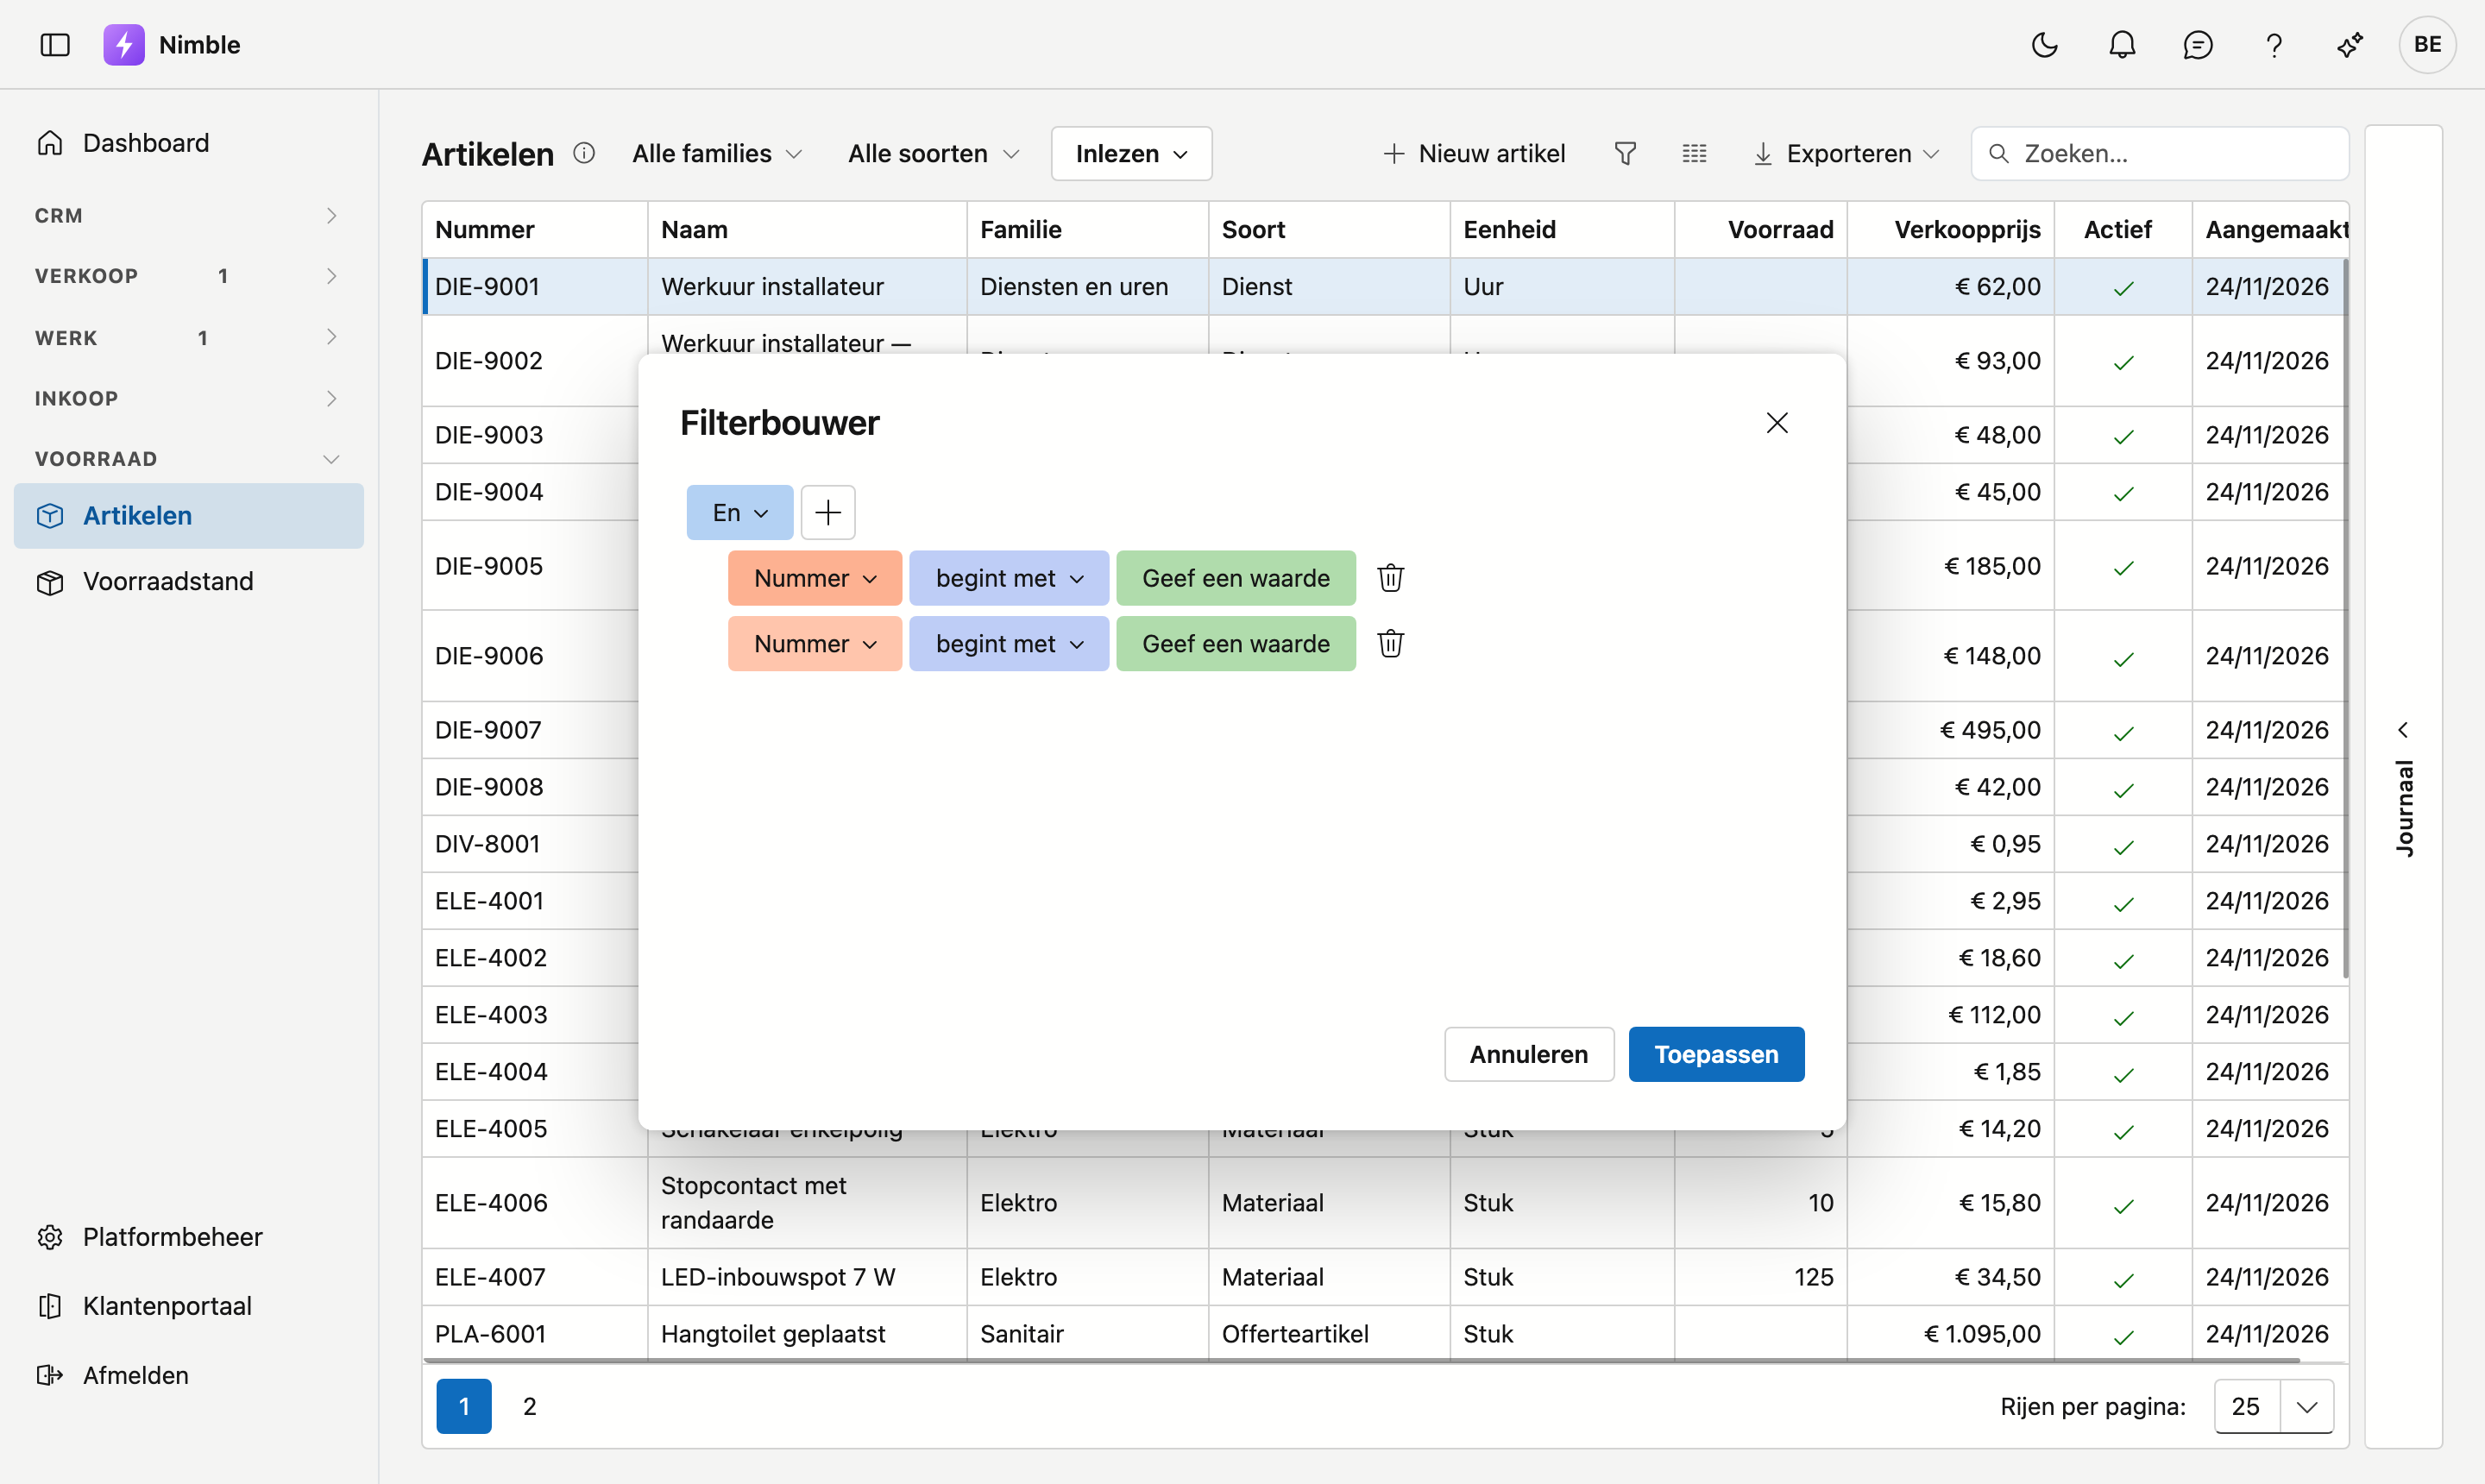 Nimble
BE
Dashboard
CRM
VERKOOP 1
WERK 1
INKOOP
VOORRAAD
Artikelen
Voorraadstand
Platformbeheer
Klantenportaal
Afmelden
Artikelen Alle families Alle soorten Inlezen Nieuw artikel Exporteren Zoeken...
Nummer Naam Familie Soort Eenheid Voorraad Verkoopprijs Actief Aangemaakt
DIE-9001 Werkuur installateur Diensten en uren Dienst Uur € 62,00 24/11/2026
DIE-9002 Werkuur installateur — € 93,00 24/11/2026
DIE-9003 € 48,00 24/11/2026
DIE-9004 € 45,00 24/11/2026
DIE-9005 € 185,00 24/11/2026
DIE-9006 € 148,00 24/11/2026
DIE-9007 € 495,00 24/11/2026
DIE-9008 € 42,00 24/11/2026
DIV-8001 € 0,95 24/11/2026
ELE-4001 € 2,95 24/11/2026
ELE-4002 € 18,60 24/11/2026
ELE-4003 € 112,00 24/11/2026
ELE-4004 € 1,85 24/11/2026
ELE-4005 Schakelaar enkelpolig Elektro Materiaal Stuk € 14,20 24/11/2026
ELE-4006 Stopcontact met randaarde Elektro Materiaal Stuk 10 € 15,80 24/11/2026
ELE-4007 LED-inbouwspot 7 W Elektro Materiaal Stuk 125 € 34,50 24/11/2026
PLA-6001 Hangtoilet geplaatst Sanitair Offerteartikel Stuk € 1.095,00 24/11/2026
1 2 Rijen per pagina: 25
Filterbouwer
En
Nummer begint met Geef een waarde
Nummer begint met Geef een waarde
Annuleren Toepassen
Journaal